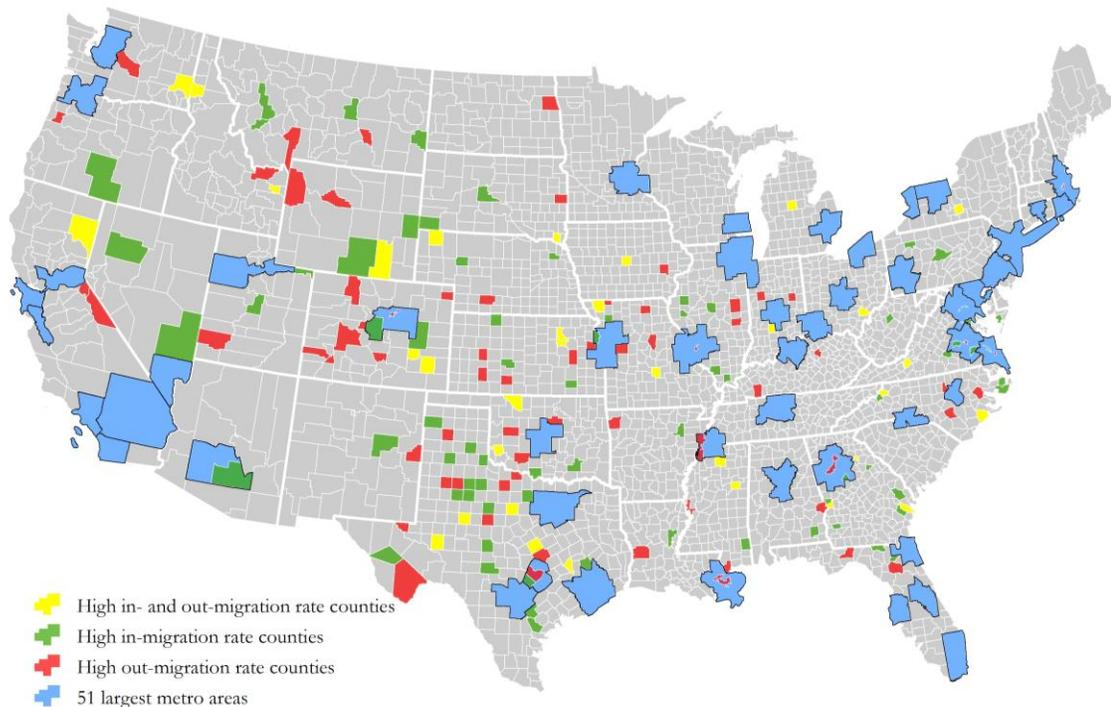 High in- and out-migration rate counties
High in-migration rate counties
High out-migration rate counties
51 largest metro areas